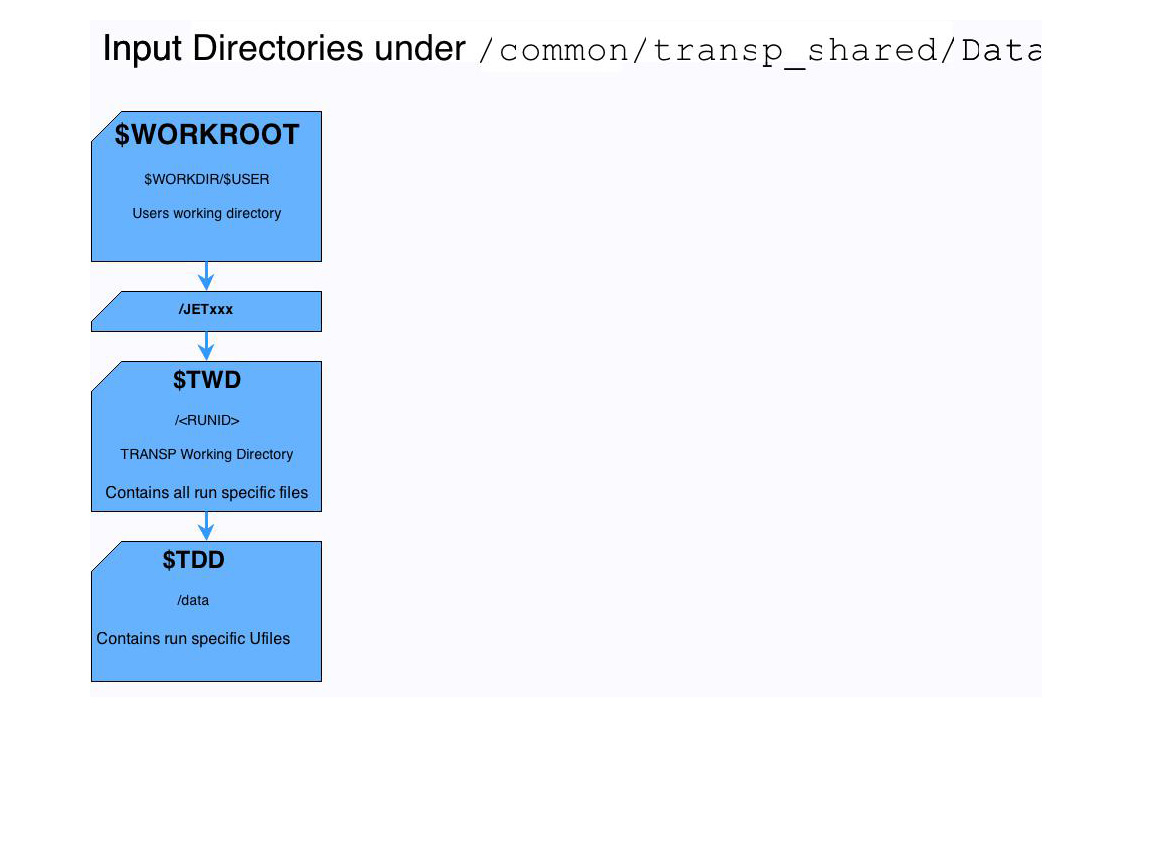 Input Directories under /common/transp_shared/Data
$WORKROOT
$WORKDIR/$USER
Users working directory
/JETxxx
$TWD
/<RUNID>
TRANSP Working Directory
Contains all run specific files
$TDD
/data
Contains run specific Ufiles